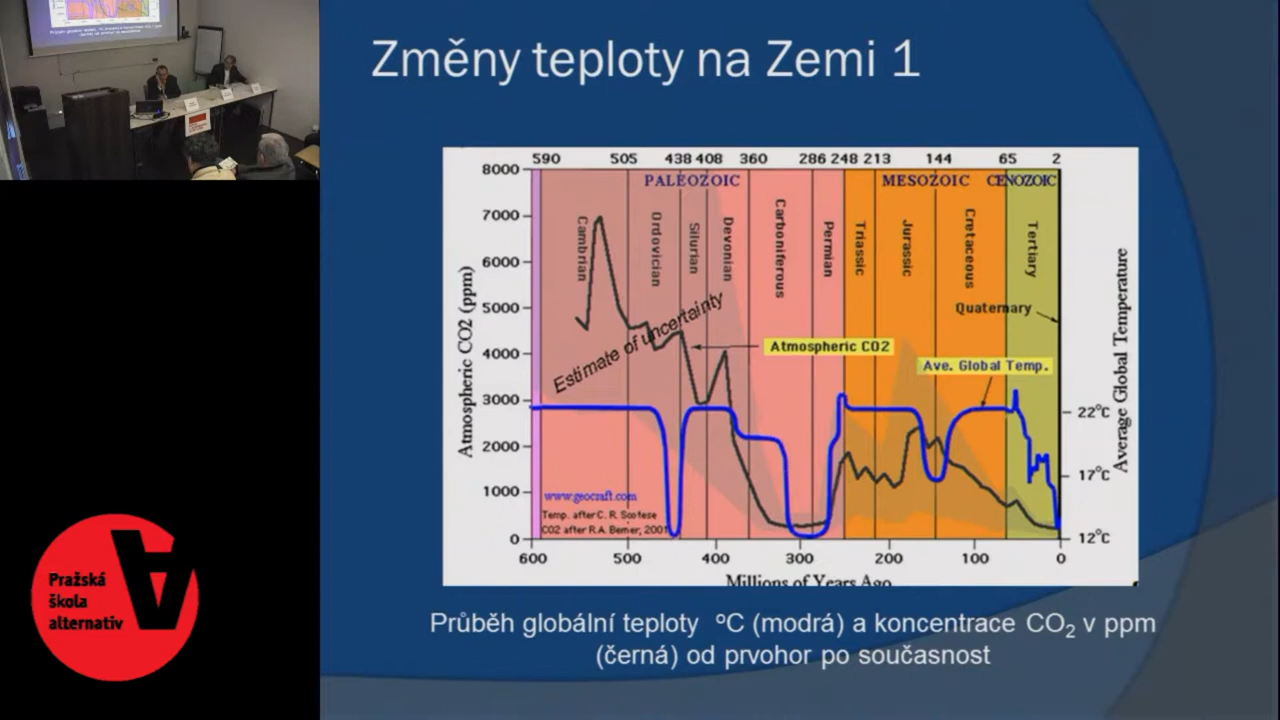 Změny teploty na Zemi 1
590 505 438 408 360 286 248 213 144 65 2
PALEOZOIC MESOZOIC CENOZOIC
Cambrian
Ordovician
Silurian
Devonian
Carboniferous
Permian
Triassic
Jurassic
Cretaceous
Tertiary
Quaternary
Atmospheric CO2 (ppm)
8000
7000
6000
5000
4000
3000
2000
1000
0
Estimate of uncertainty
Atmospheric CO2
Ave. Global Temp.
22°C
17°C
12°C
Average Global Temperature
www.geocraft.com
Temp. after C. R. Scotese
CO2 after R.A. Berner, 2001
600 500 400 300 200 100 0
Millions of Years Ago
Průběh globální teploty ºC (modrá) a koncentrace CO₂ v ppm
(černá) od prvohor po současnost
Pražská
škola
alternativ